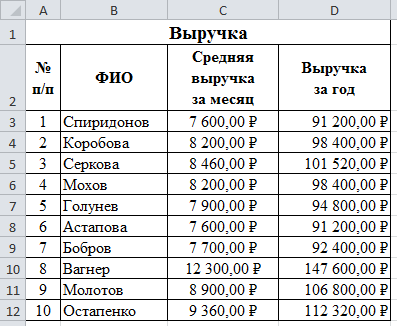 A B C D
1 Выручка
2 № п/п ФИО Средняя выручка за месяц Выручка за год
3 1 Спиридонов 7 600,00 ₽ 91 200,00 ₽
4 2 Коробова 8 200,00 ₽ 98 400,00 ₽
5 3 Серкова 8 460,00 ₽ 101 520,00 ₽
6 4 Мохов 8 200,00 ₽ 98 400,00 ₽
7 5 Голунев 7 900,00 ₽ 94 800,00 ₽
8 6 Астапова 7 600,00 ₽ 91 200,00 ₽
9 7 Бобров 7 700,00 ₽ 92 400,00 ₽
10 8 Вагнер 12 300,00 ₽ 147 600,00 ₽
11 9 Молотов 8 900,00 ₽ 106 800,00 ₽
12 10 Остапенко 9 360,00 ₽ 112 320,00 ₽